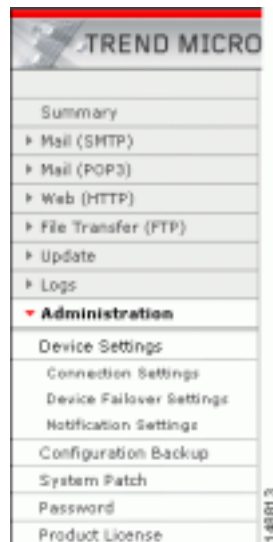 TREND MICRO
Summary
Mail (SMTP)
Mail (POP3)
Web (HTTP)
File Transfer (FTP)
Update
Logs
Administration
Device Settings
Connection Settings
Device Failover Settings
Notification Settings
Configuration Backup
System Patch
Password
Product License
148813